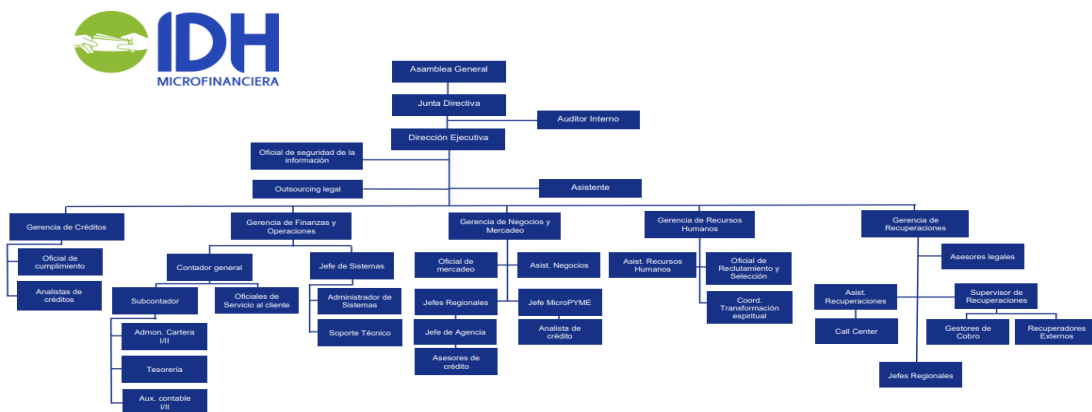 IDH
MICROFINANCIERA
Asamblea General
Junta Directiva
Auditor Interno
Dirección Ejecutiva
Oficial de seguridad de la
información
Outsourcing legal
Asistente
Gerencia de Créditos
Oficial de
cumplimiento
Analistas de
créditos
Gerencia de Finanzas y
Operaciones
Contador general
Subcontador
Oficiales de
Servicio al cliente
Admon. Cartera
I/II
Tesorería
Aux. contable
I/II
Jefe de Sistemas
Administrador de
Sistemas
Soporte Técnico
Gerencia de Negocios y
Mercadeo
Oficial de
mercadeo
Asist. Negocios
Jefes Regionales
Jefe MicroPYME
Jefe de Agencia
Analista de
crédito
Asesores de
crédito
Gerencia de Recursos
Humanos
Asist. Recursos
Humanos
Oficial de
Reclutamiento y
Selección
Coord.
Transformación
espiritual
Gerencia de
Recuperaciones
Asesores legales
Asist.
Recuperaciones
Supervisor de
Recuperaciones
Call Center
Gestores de
Cobro
Recuperadores
Externos
Jefes Regionales